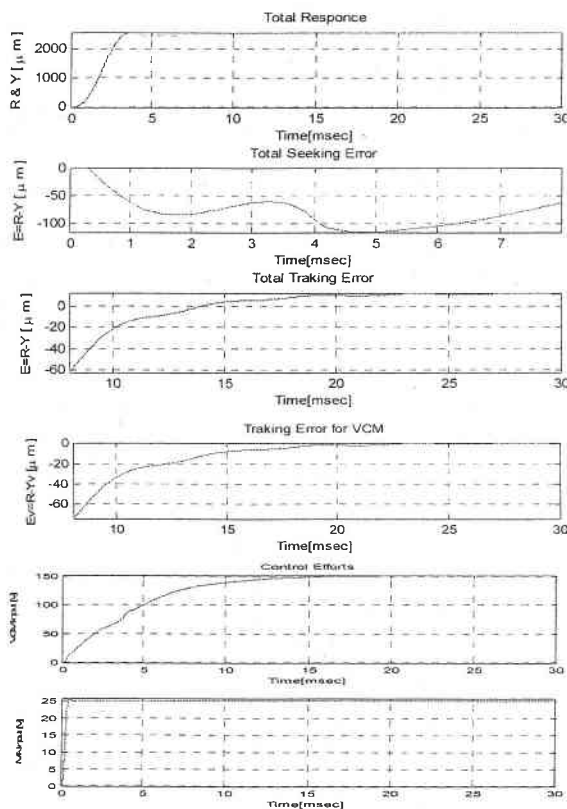 Total Responce
R & Y [ μ m ]
2000
1000
0
0 5 10 15 20 25 30
Time[msec]
Total Seeking Error
E=R-Y [ μ m ]
0
-50
-100
0 1 2 3 4 5 6 7
Time[msec]
Total Traking Error
E=R-Y [ μ m ]
0
-20
-40
-60
10 15 20 25 30
Time[msec]
Traking Error for VCM
Ev=R-Yv [ μ m ]
0
-20
-40
-60
10 15 20 25 30
Time[msec]
Control Efforts
150
100
50
0
0 5 10 15 20 25 30
Time[msec]
25
20
15
10
5
0
0 5 10 15 20 25 30
Time[msec]